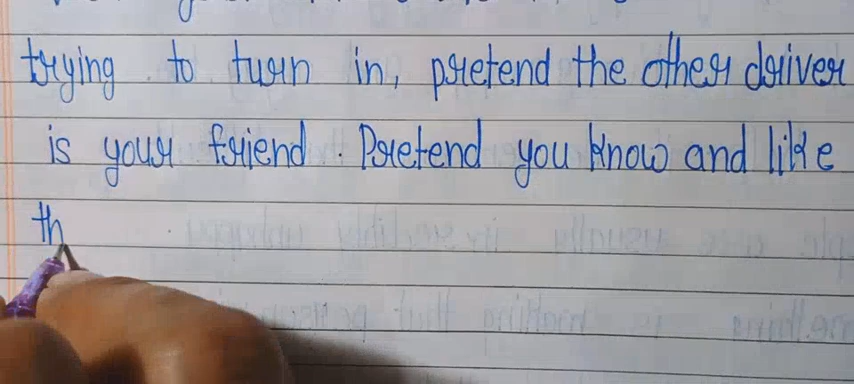 trying to turn in, pretend the other driver
is your friend. Pretend you know and like
th